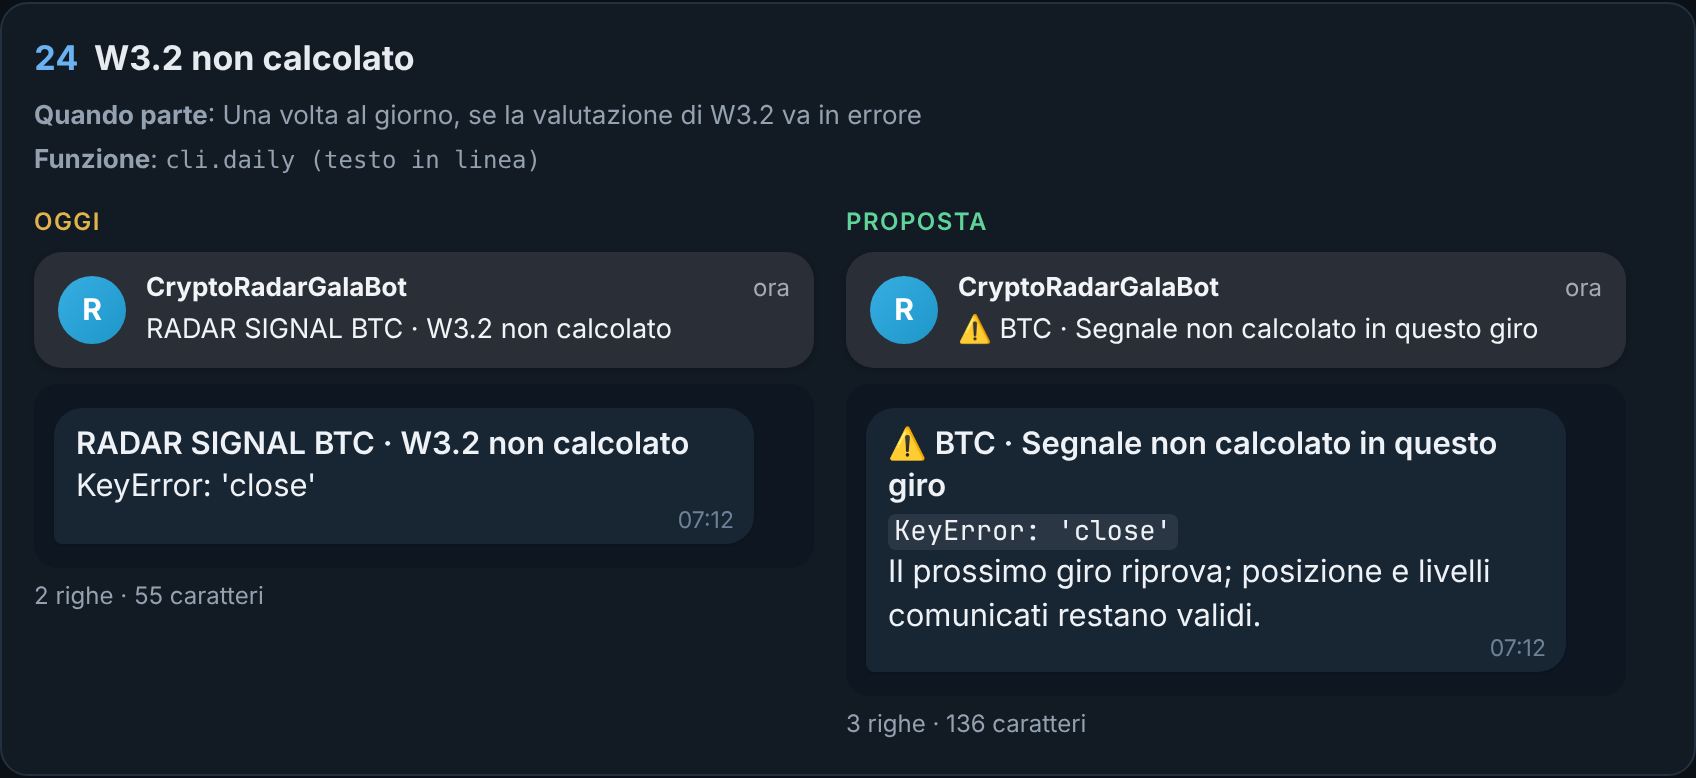 24 W3.2 non calcolato
Quando parte: Una volta al giorno, se la valutazione di W3.2 va in errore
Funzione: cli.daily (testo in linea)
OGGI
R
CryptoRadarGalaBot
ora
RADAR SIGNAL BTC · W3.2 non calcolato
RADAR SIGNAL BTC · W3.2 non calcolato
KeyError: 'close'
07:12
2 righe · 55 caratteri
PROPOSTA
R
CryptoRadarGalaBot
ora
⚠️ BTC · Segnale non calcolato in questo giro
⚠️ BTC · Segnale non calcolato in questo
giro
KeyError: 'close'
Il prossimo giro riprova; posizione e livelli
comunicati restano validi.
07:12
3 righe · 136 caratteri